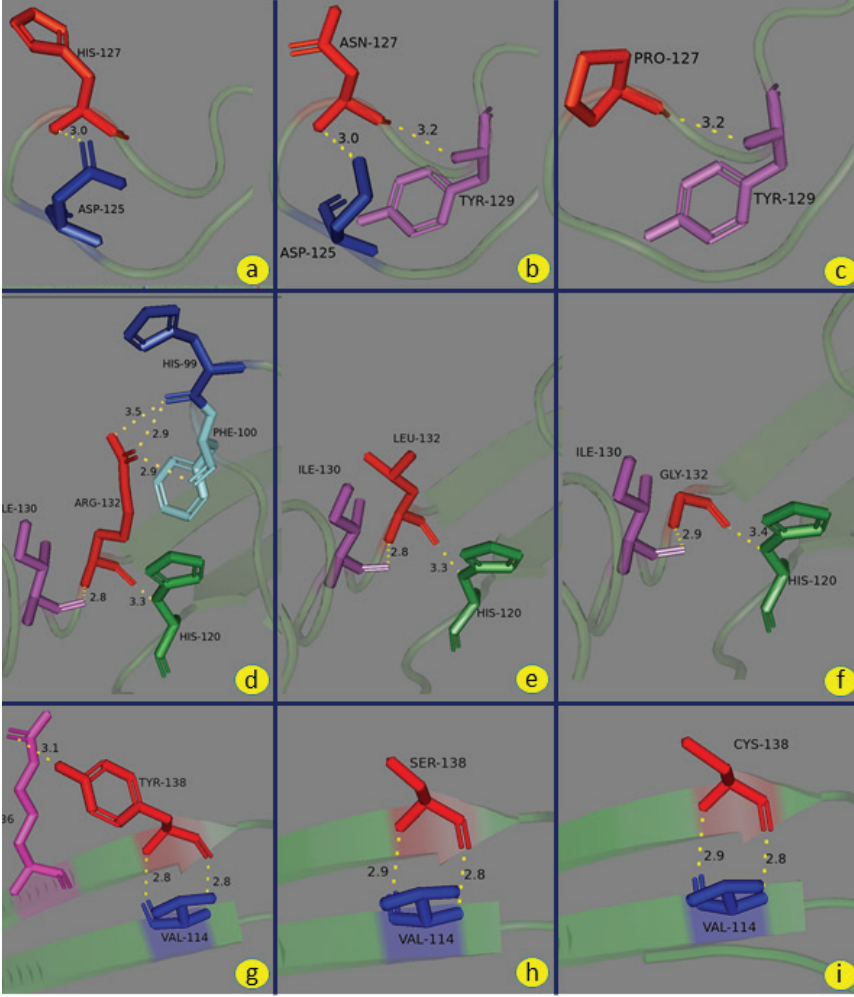 HIS-127
3.0
ASP-125
a
ASN-127
3.0
3.2
TYR-129
ASP-125
b
PRO-127
3.2
TYR-129
c
HIS-99
3.5
2.9
PHE-100
2.9
ARG-132
LE-130
2.8
3.3
HIS-120
d
LEU-132
ILE-130
2.8
3.3
HIS-120
e
ILE-130
GLY-132
2.9
3.4
HIS-120
f
3.1
TYR-138
36
2.8
2.8
VAL-114
g
SER-138
2.9
2.8
VAL-114
h
CYS-138
2.9
2.8
VAL-114
i